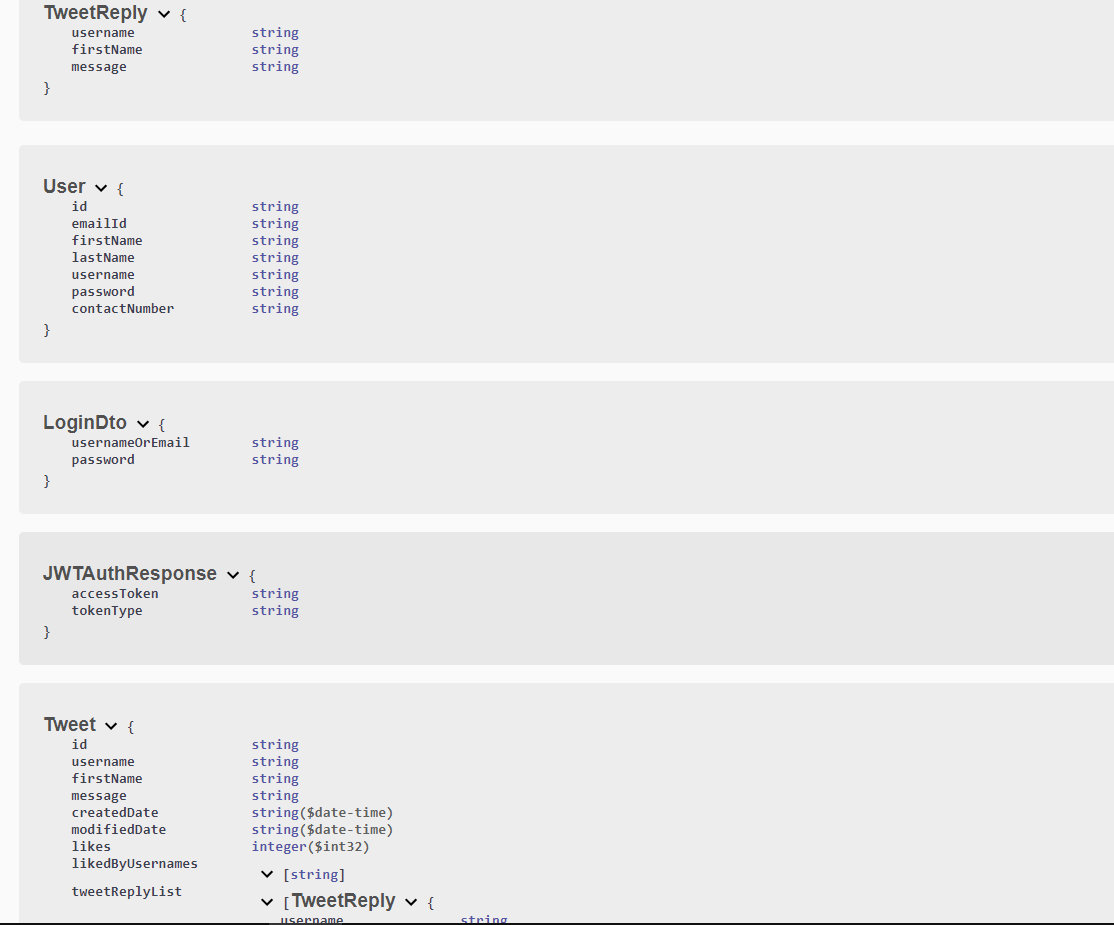 TweetReply {
username string
firstName string
message string
}
User {
id string
emailId string
firstName string
lastName string
username string
password string
contactNumber string
}
LoginDto {
usernameOrEmail string
password string
}
JWTAuthResponse {
accessToken string
tokenType string
}
Tweet {
id string
username string
firstName string
message string
createdDate string($date-time)
modifiedDate string($date-time)
likes integer($int32)
likedByUsernames
[string]
tweetReplyList
[TweetReply {
username string